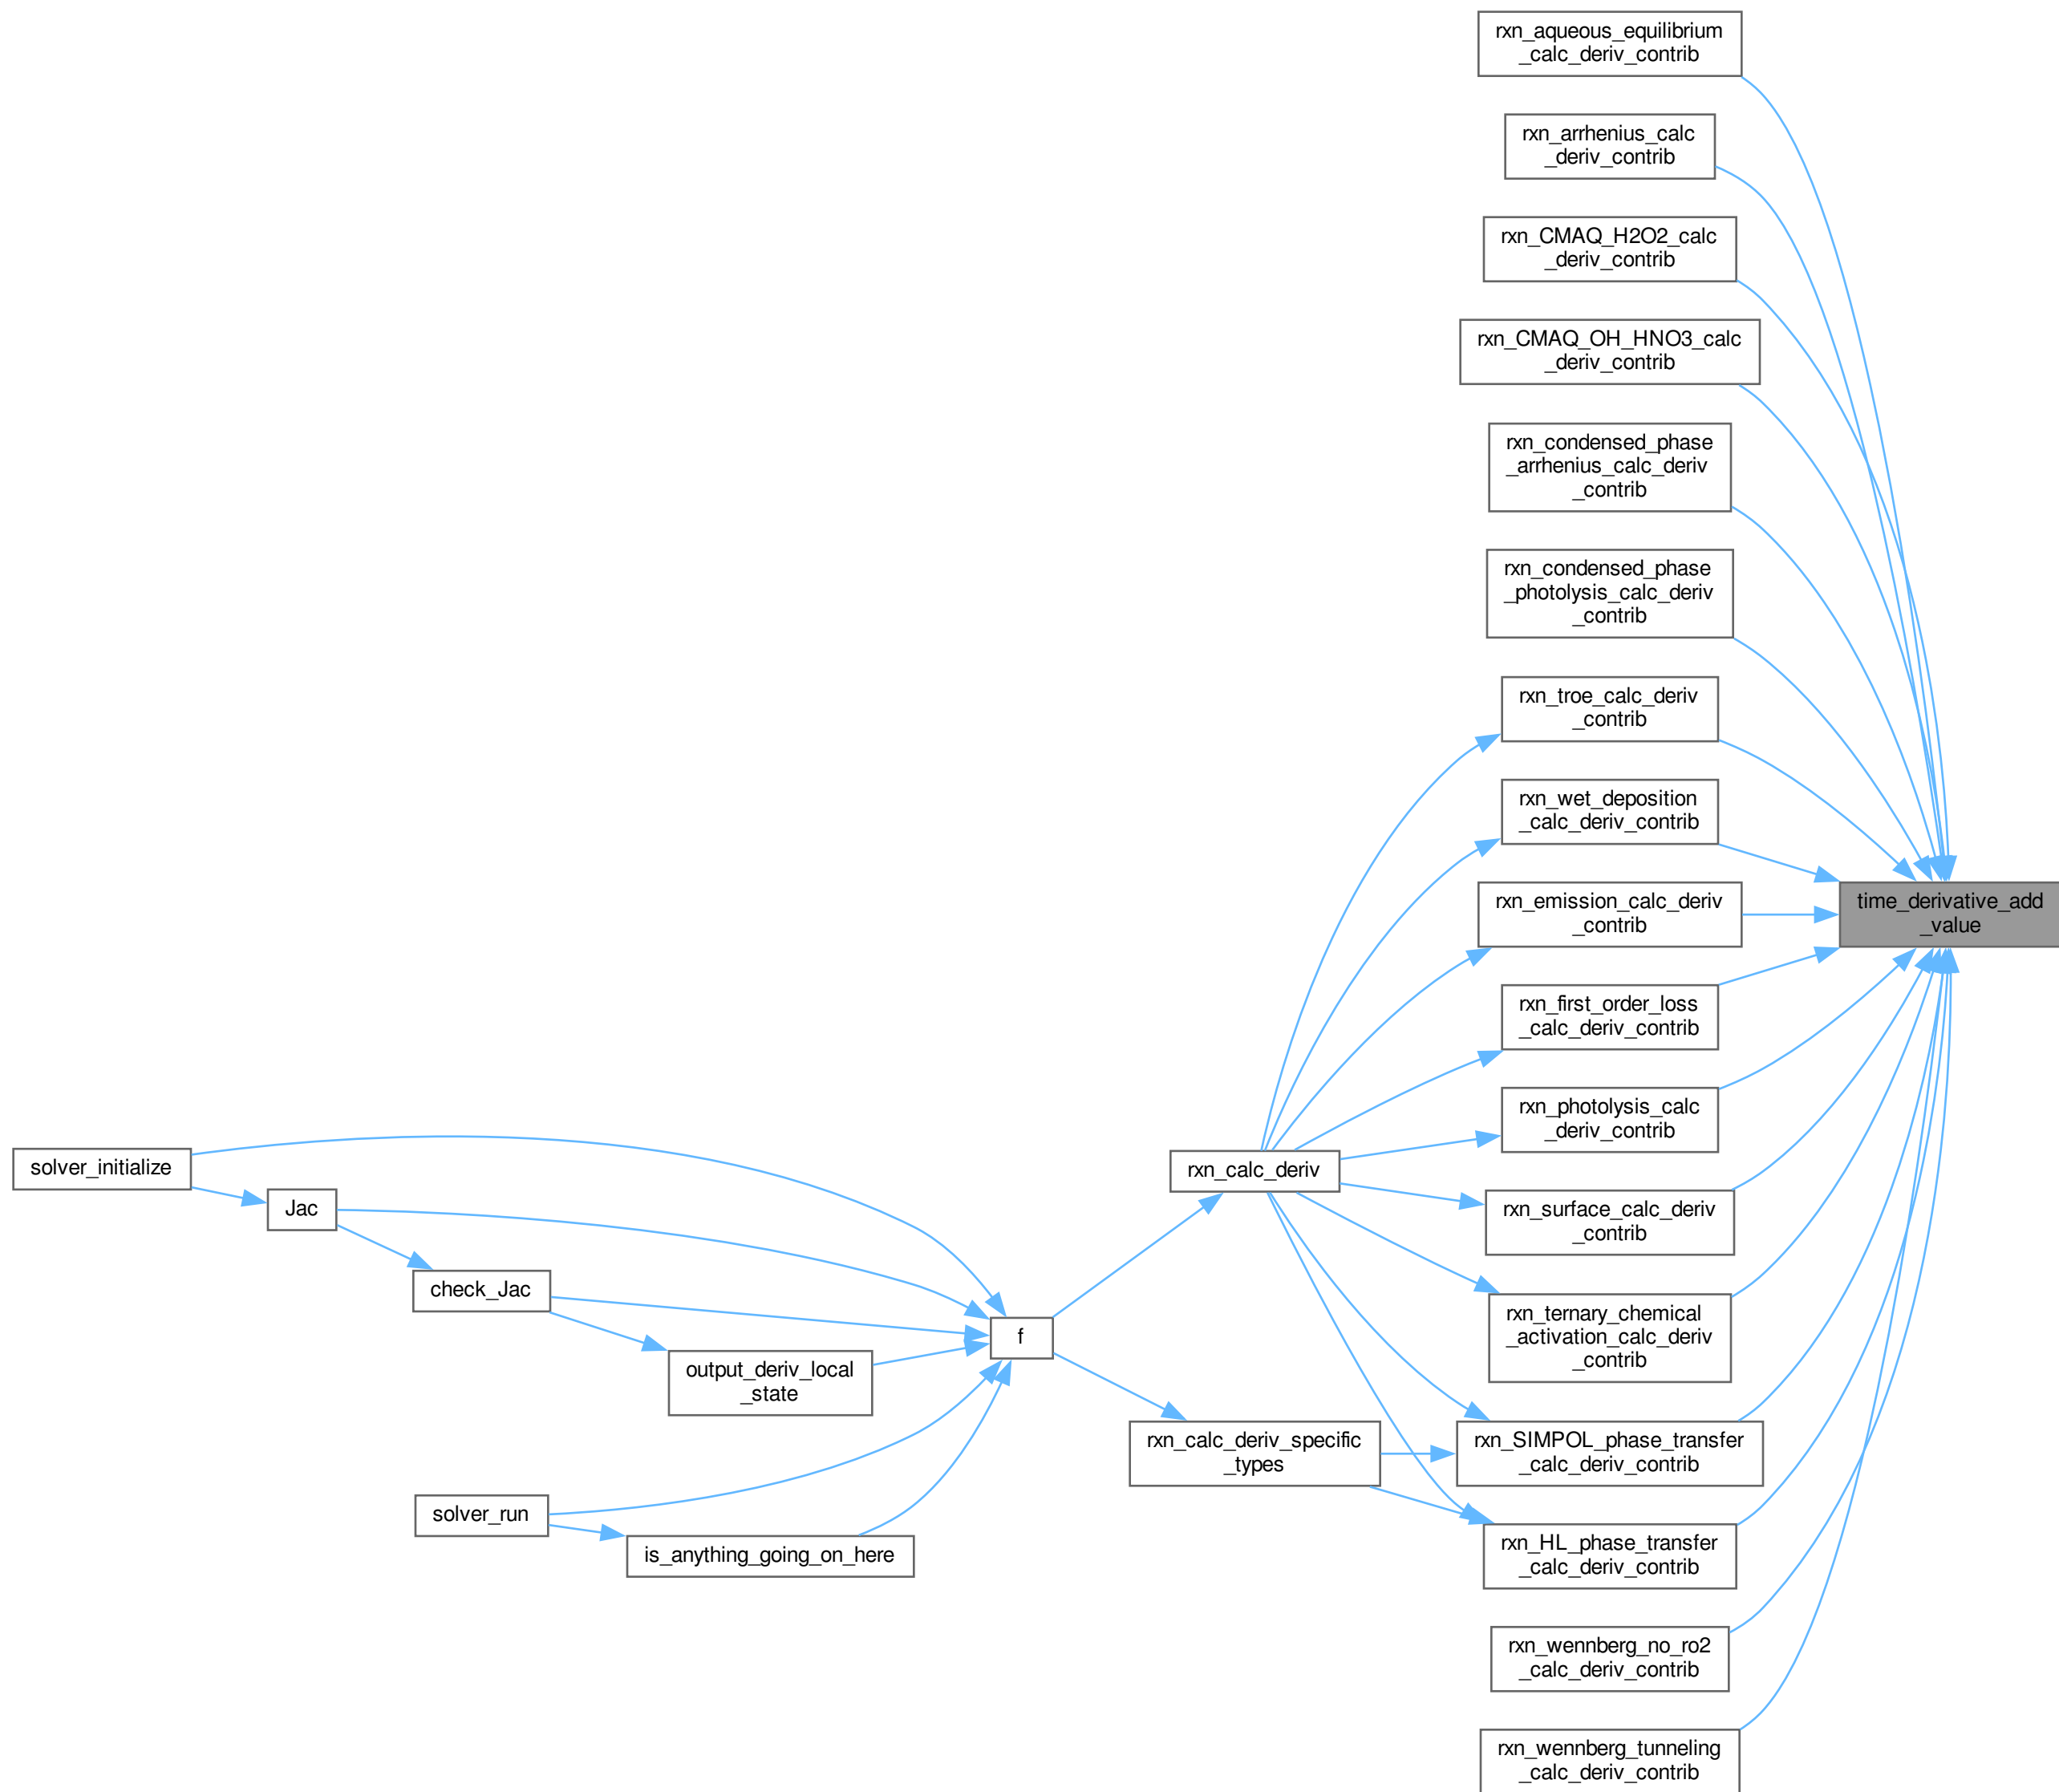 rxn_aqueous_equilibrium
_calc_deriv_contrib
rxn_arrhenius_calc
_deriv_contrib
rxn_CMAQ_H2O2_calc
_deriv_contrib
rxn_CMAQ_OH_HNO3_calc
_deriv_contrib
rxn_condensed_phase
_arrhenius_calc_deriv
_contrib
rxn_condensed_phase
_photolysis_calc_deriv
_contrib
rxn_troe_calc_deriv
_contrib
rxn_wet_deposition
_calc_deriv_contrib
rxn_emission_calc_deriv
_contrib
time_derivative_add
_value
rxn_first_order_loss
_calc_deriv_contrib
rxn_photolysis_calc
_deriv_contrib
solver_initialize
rxn_calc_deriv
Jac
rxn_surface_calc_deriv
_contrib
check_Jac
f
rxn_ternary_chemical
_activation_calc_deriv
_contrib
output_deriv_local
_state
rxn_calc_deriv_specific
_types
rxn_SIMPOL_phase_transfer
_calc_deriv_contrib
solver_run
is_anything_going_on_here
rxn_HL_phase_transfer
_calc_deriv_contrib
rxn_wennberg_no_ro2
_calc_deriv_contrib
rxn_wennberg_tunneling
_calc_deriv_contrib